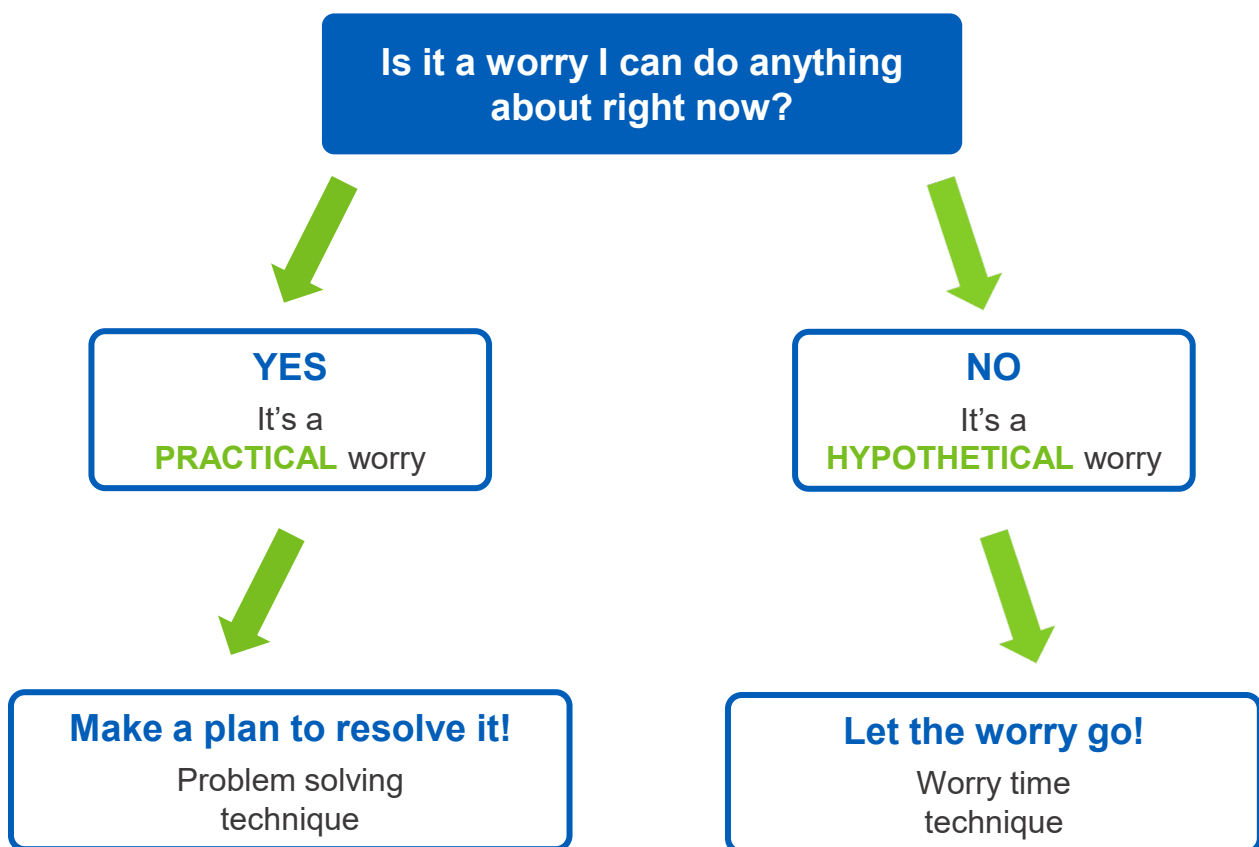 Is it a worry I can do anything
about right now?
YES
It’s a
PRACTICAL worry
NO
It’s a
HYPOTHETICAL worry
Make a plan to resolve it!
Problem solving
technique
Let the worry go!
Worry time
technique